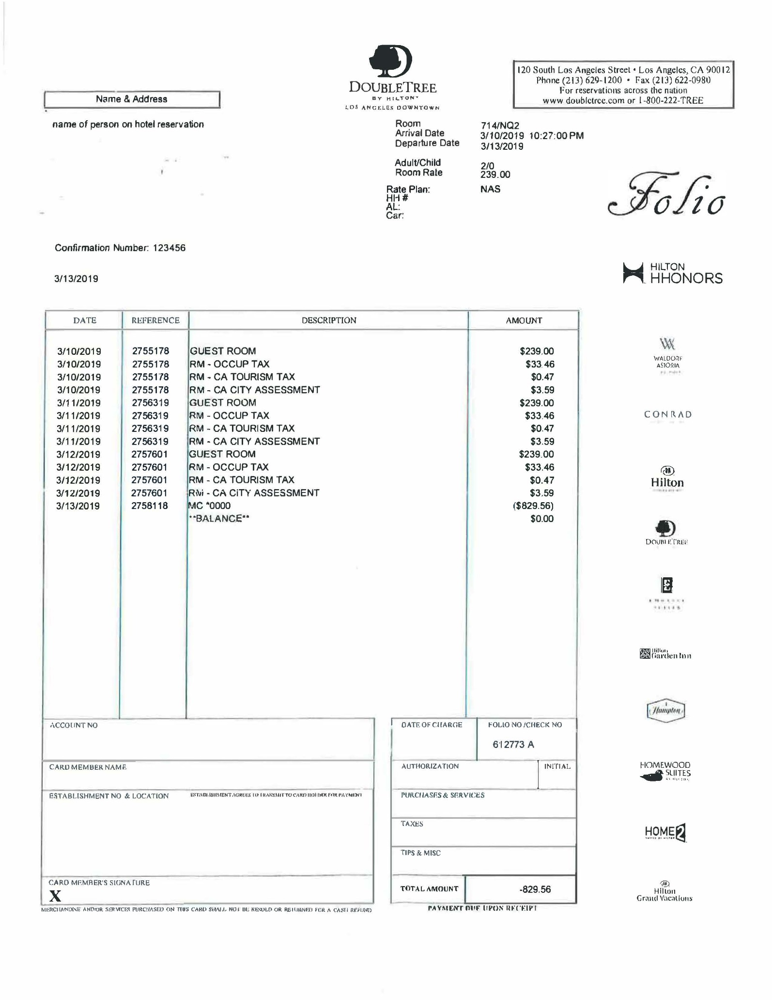 DOUBLETREE
BY HILTON™
LOS ANGELES DOWNTOWN
120 South Los Angeles Street • Los Angeles, CA 90012
Phone (213) 629-1200 • Fax (213) 622-0980
For reservations across the nation
www doubletree.com or 1-800-222-TREE
Name & Address
name of person on hotel reservation
Room 714/NQ2
Arrival Date 3/10/2019 10:27:00 PM
Departure Date 3/13/2019
Adult/Child 2/0
Room Rate 239.00
Rate Plan: NAS
HH #
AL:
Car:
Folio
Confirmation Number: 123456
3/13/2019
HILTON
HHONORS
DATE REFERENCE DESCRIPTION AMOUNT
3/10/2019 2755178 GUEST ROOM $239.00
3/10/2019 2755178 RM - OCCUP TAX $33.46
3/10/2019 2755178 RM - CA TOURISM TAX $0.47
3/10/2019 2755178 RM - CA CITY ASSESSMENT $3.59
3/11/2019 2756319 GUEST ROOM $239.00
3/11/2019 2756319 RM - OCCUP TAX $33.46
3/11/2019 2756319 RM - CA TOURISM TAX $0.47
3/11/2019 2756319 RM - CA CITY ASSESSMENT $3.59
3/12/2019 2757601 GUEST ROOM $239.00
3/12/2019 2757601 RM - OCCUP TAX $33.46
3/12/2019 2757601 RM - CA TOURISM TAX $0.47
3/12/2019 2757601 RM - CA CITY ASSESSMENT $3.59
3/13/2019 2758118 MC *0000 ($829.56)
**BALANCE** $0.00
WALDORF
ASTORIA
CONRAD
Hilton
DOUBLETREE
Hilton
Garden Inn
Hampton
HOMEWOOD
SUITES
HOME2
Hilton
Grand Vacations
ACCOUNT NO
DATE OF CHARGE
FOLIO NO /CHECK NO
612773 A
CARD MEMBER NAME
AUTHORIZATION
INITIAL
ESTABLISHMENT NO & LOCATION
ESTABLISHMENT AGREES TO TRANSMIT TO CARD HOLDER FOR PAYMENT
PURCHASES & SERVICES
TAXES
TIPS & MISC
CARD MEMBER'S SIGNATURE
X
TOTAL AMOUNT -829.56
MERCHANDISE AND/OR SERVICES PURCHASED ON THIS CARD SHALL NOT BE RESOLD OR RETURNED FOR A CASH REFUND
PAYMENT DUE UPON RECEIPT